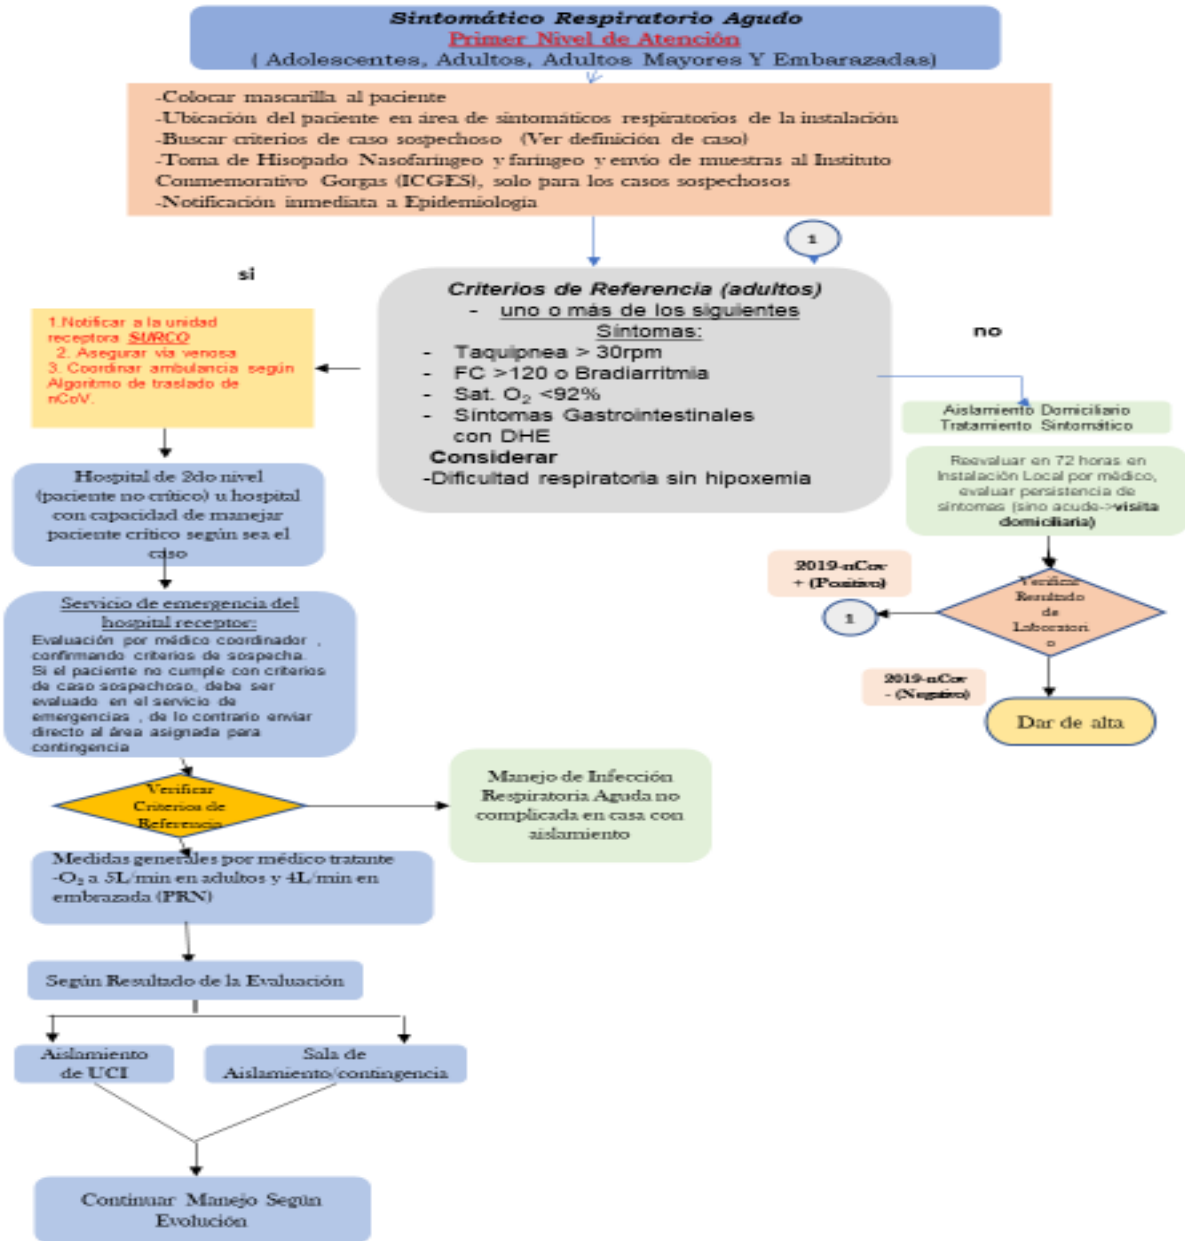 Sintomático Respiratorio Agudo
Primer Nivel de Atención
( Adolescentes, Adultos, Adultos Mayores Y Embarazadas)
-Colocar mascarilla al paciente
-Ubicación del paciente en área de sintomáticos respiratorios de la instalación
-Buscar criterios de caso sospechoso (Ver definición de caso)
-Toma de Hisopado Nasofaríngeo y faríngeo y envío de muestras al Instituto
Conmemorativo Gorgas (ICGES), solo para los casos sospechosos
-Notificación inmediata a Epidemiología
1
si
Criterios de Referencia (adultos)
- uno o más de los siguientes
Síntomas:
- Taquipnea > 30rpm
- FC >120 o Bradiarritmia
- Sat. O₂ <92%
- Síntomas Gastrointestinales
con DHE
Considerar
-Dificultad respiratoria sin hipoxemia
no
1.Notificar a la unidad
receptora SURCO
2. Asegurar vía venosa
3. Coordinar ambulancia según
Algoritmo de traslado de
nCoV.
Aislamiento Domiciliario
Tratamiento Sintomático
Reevaluar en 72 horas en
Instalación Local por médico,
evaluar persistencia de
síntomas (sino acude->visita
domiciliaria)
Hospital de 2do nivel
(paciente no crítico) u hospital
con capacidad de manejar
paciente crítico según sea el
caso
2019-nCov
+ (Positivo)
Verificar
Resultado
de
Laboratori
o
1
Servicio de emergencia del
hospital receptor:
Evaluación por médico coordinador ,
confirmando criterios de sospecha.
Si el paciente no cumple con criterios
de caso sospechoso, debe ser
evaluado en el servicio de
emergencias , de lo contrario enviar
directo al área asignada para
contingencia
2019-nCov
- (Negativo)
Dar de alta
Verificar
Criterios de
Referencia
Manejo de Infección
Respiratoria Aguda no
complicada en casa con
aislamiento
Medidas generales por médico tratante
-O₂ a 5L/min en adultos y 4L/min en
embrazada (PRN)
Según Resultado de la Evaluación
Aislamiento
de UCI
Sala de
Aislamiento/contingencia
Continuar Manejo Según
Evolución